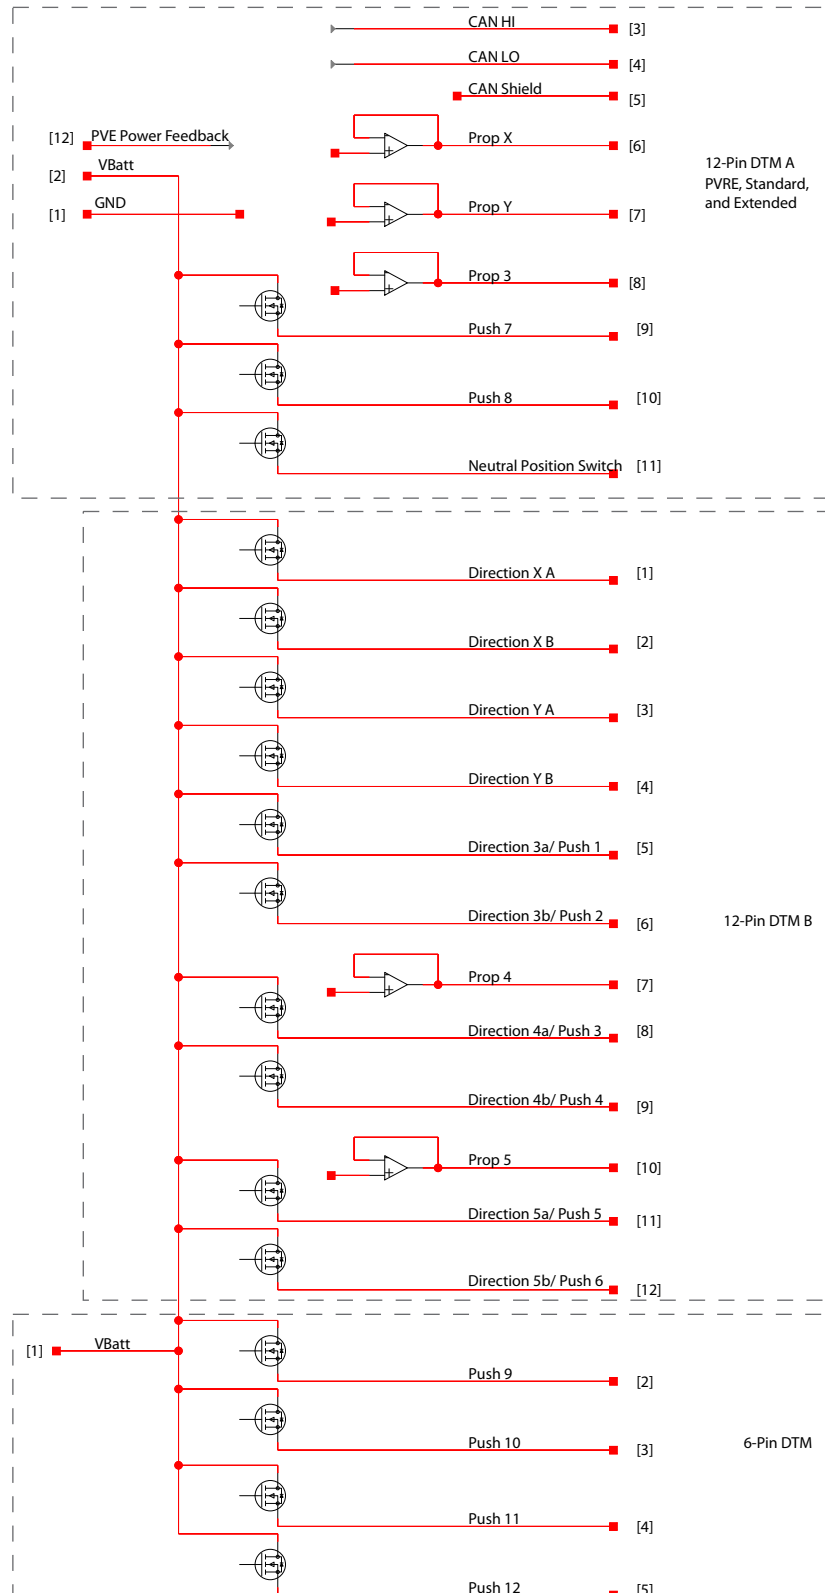 CAN HI [3]
CAN LO [4]
CAN Shield [5]
[12] PVE Power Feedback
Prop X [6]
[2] VBatt
[1] GND
Prop Y [7]
12-Pin DTM A
PVRE, Standard,
and Extended
Prop 3 [8]
Push 7 [9]
Push 8 [10]
Neutral Position Switch [11]
Direction X A [1]
Direction X B [2]
Direction Y A [3]
Direction Y B [4]
Direction 3a/ Push 1 [5]
Direction 3b/ Push 2 [6]
12-Pin DTM B
Prop 4 [7]
Direction 4a/ Push 3 [8]
Direction 4b/ Push 4 [9]
Prop 5 [10]
Direction 5a/ Push 5 [11]
Direction 5b/ Push 6 [12]
[1] VBatt
Push 9 [2]
Push 10 [3]
6-Pin DTM
Push 11 [4]
Push 12 [5]